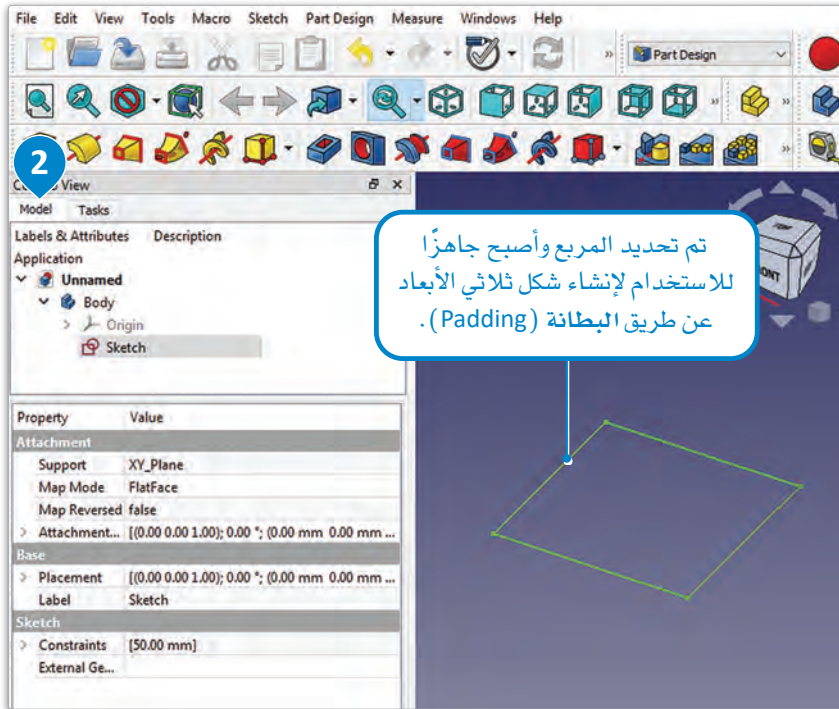 File Edit View Tools Macro Sketch Part Design Measure Windows Help
Part Design
2
View
Model Tasks
Labels & Attributes Description
Application
Unnamed
Body
Origin
Sketch
تم تحديد المربع وأصبح جاهزًا
للاستخدام لإنشاء شكل ثلاثي الأبعاد
عن طريق البطانة (Padding).
Property Value
Attachment
Support XY_Plane
Map Mode FlatFace
Map Reversed false
Attachment... [(0.00 0.00 1.00); 0.00 °; (0.00 mm 0.00 mm ...
Base
Placement [(0.00 0.00 1.00); 0.00 °; (0.00 mm 0.00 mm ...
Label Sketch
Sketch
Constraints [50.00 mm]
External Ge...